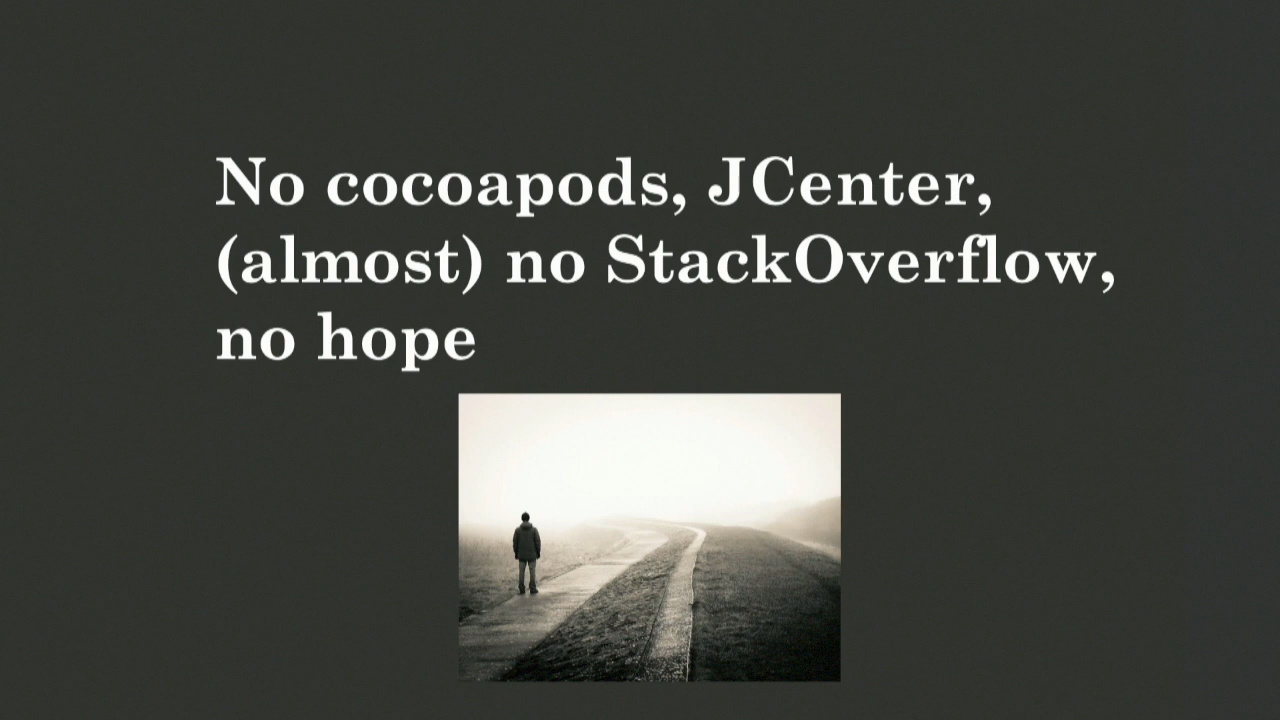 No cocoapods, JCenter,
(almost) no StackOverflow,
no hope